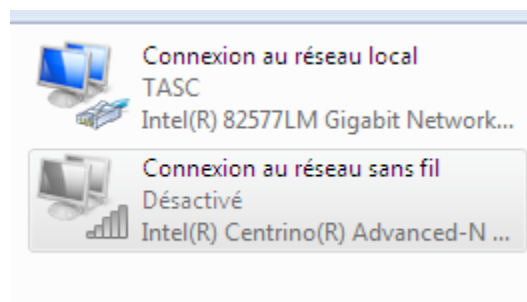 Connexion au réseau local
TASC
Intel(R) 82577LM Gigabit Network...
Connexion au réseau sans fil
Désactivé
Intel(R) Centrino(R) Advanced-N ...